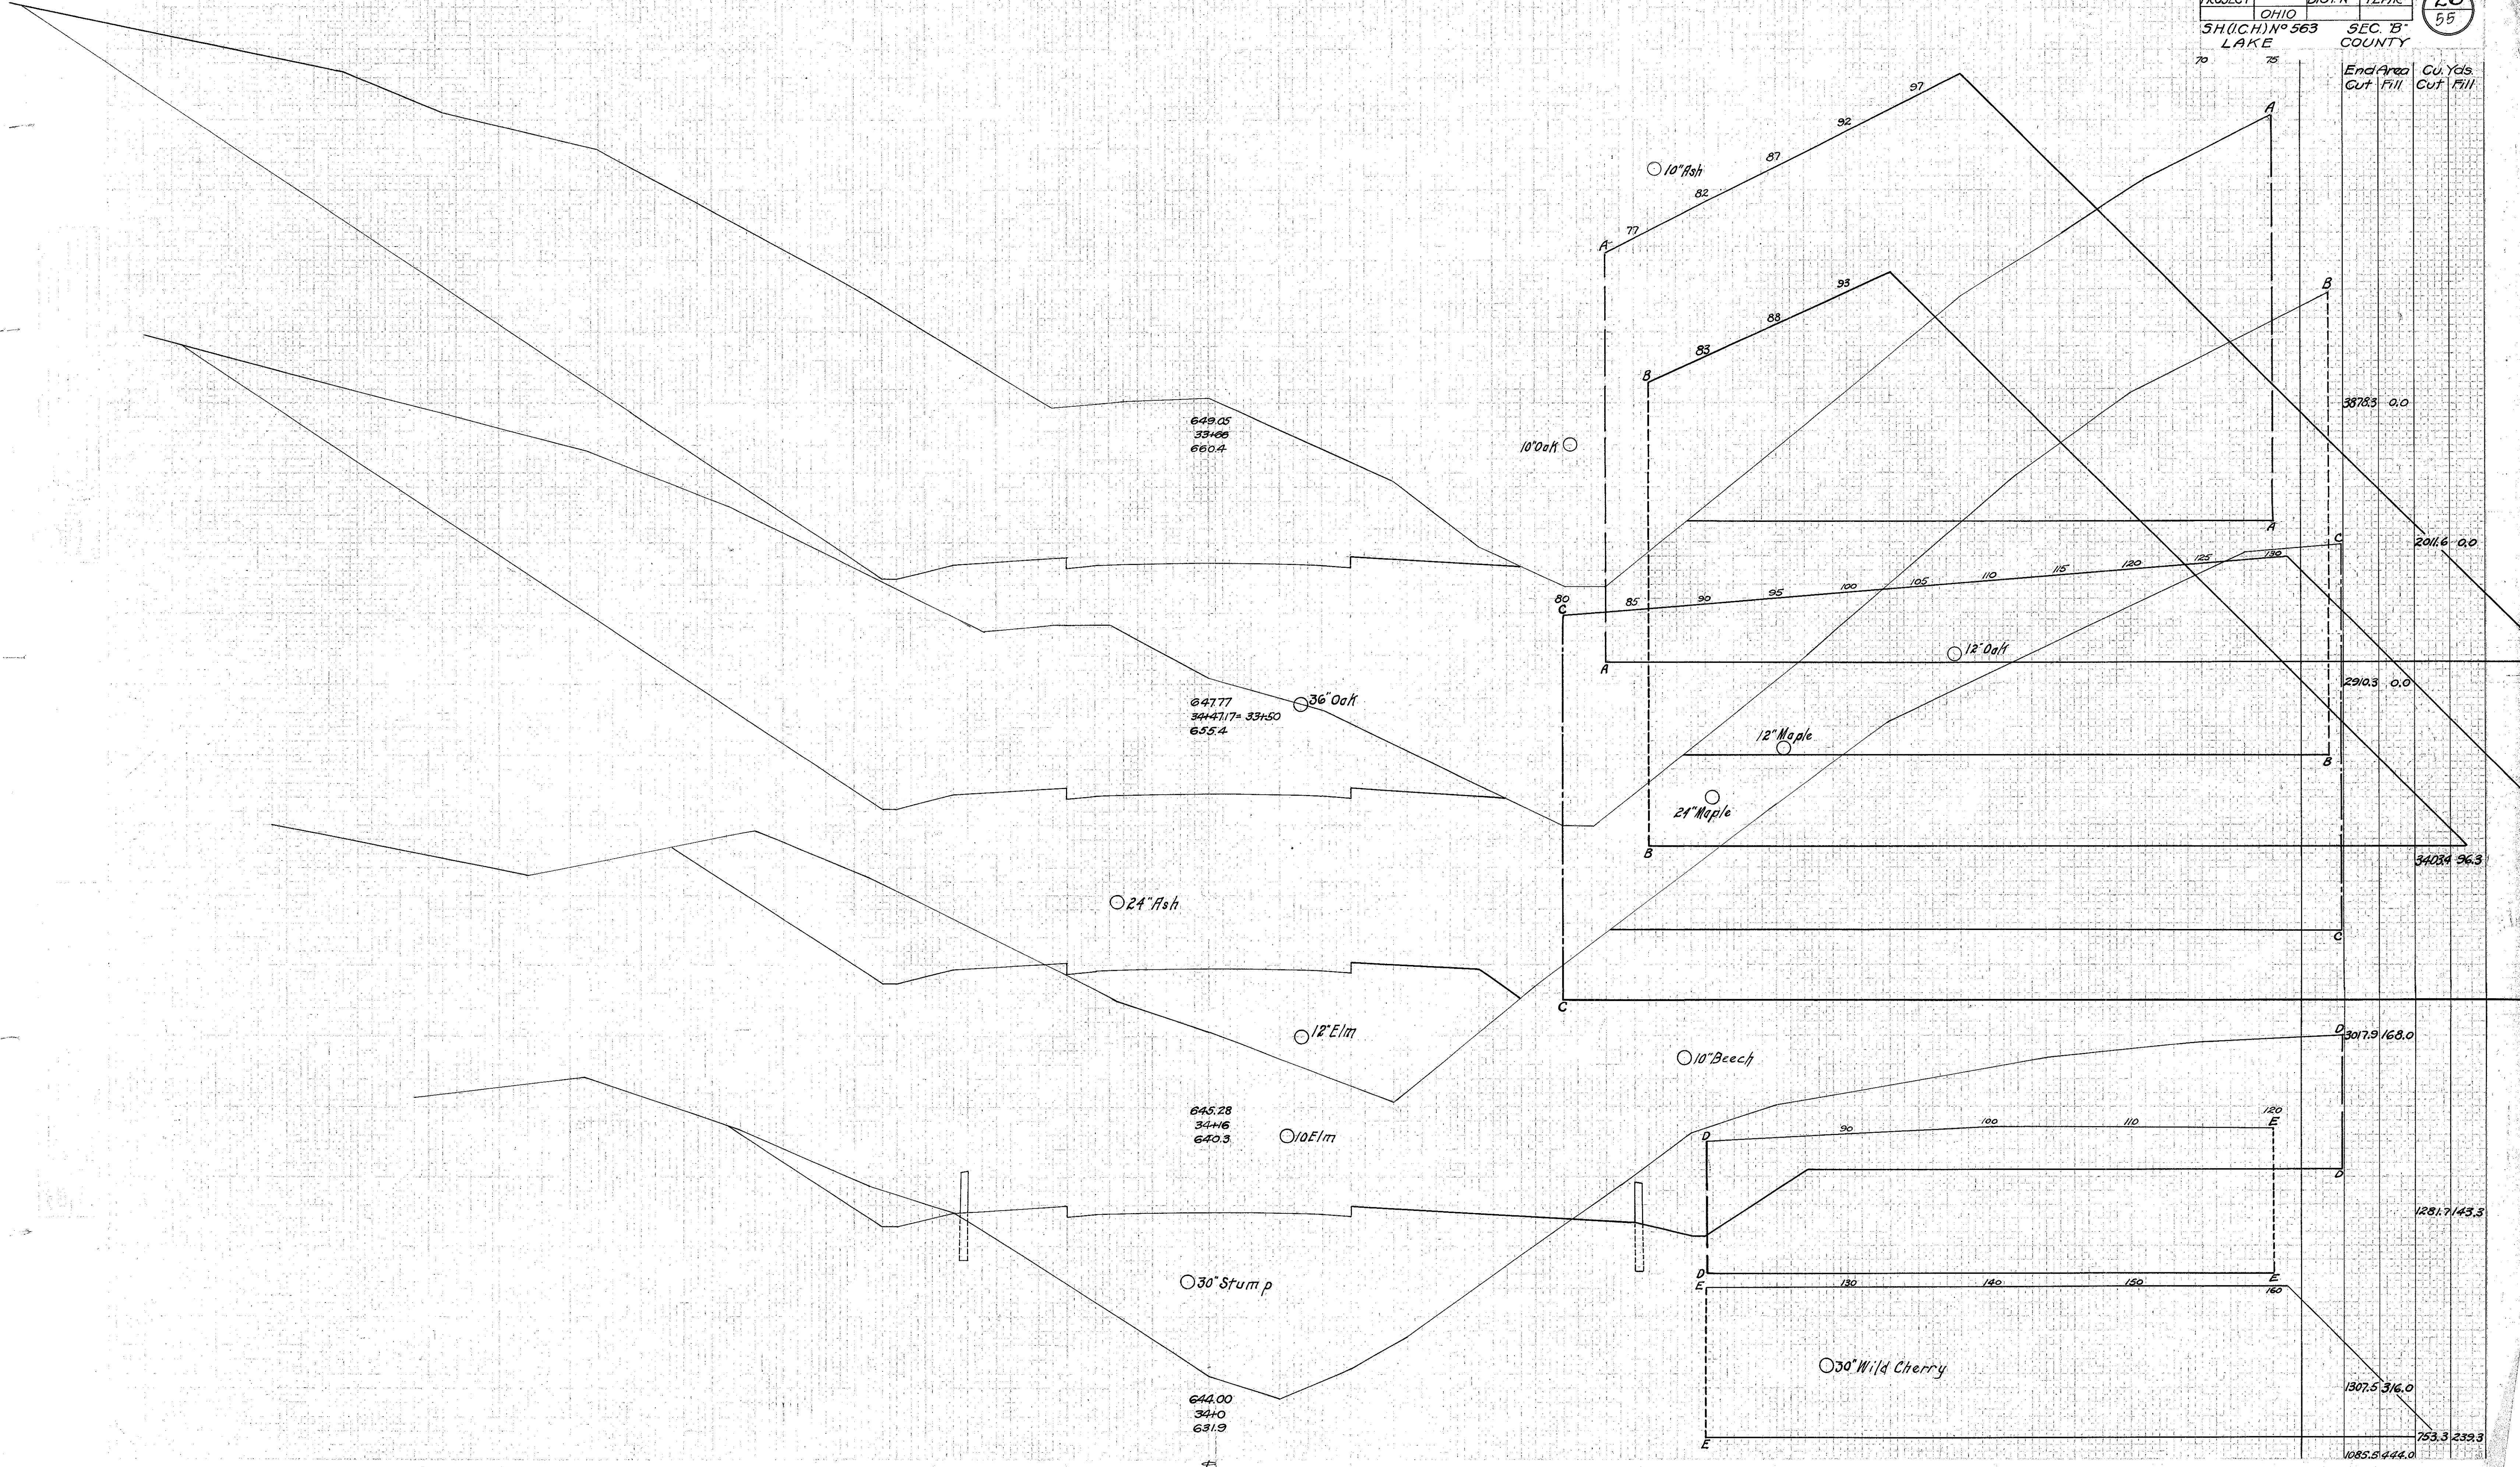 PROJECT
OHIO
26
55
S.H.(I.C.H.) Nº 563 SEC. "B"
LAKE COUNTY
70 75
End Area Cu. Yds.
Cut Fill Cut Fill
97
92
87
82
77
A
A
10" Ash
93
88
83
B
B
3878.3 0.0
649.05
33+66
660.4
10" Oak
A
C
2011.6 0.0
80
C
85 90 95 100 105 110 115 120 125 130
12" Oak
A
2910.3 0.0
36" Oak
647.77
34+47.17= 33+50
655.4
12" Maple
B
24" Maple
B
3403.4 96.3
24" Ash
C
C
12" Elm
D
3017.9 168.0
10" Beech
645.28
34+16
640.3
10 Elm
D
90 100 110 120
E
D
1281.7 143.3
D
E
E
130 140 150 160
30" Stump
30" Wild Cherry
1307.5 316.0
644.00
34+0
631.9
E
753.3 239.3
1085.5 444.0